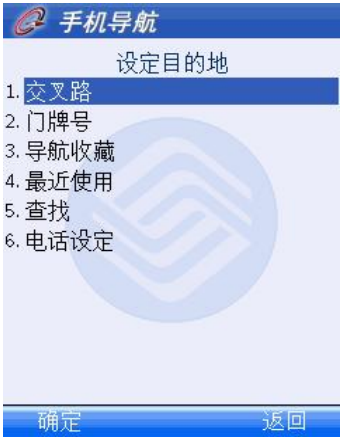 手机导航
设定目的地
1. 交叉路
2. 门牌号
3. 导航收藏
4. 最近使用
5. 查找
6. 电话设定
确定 返回